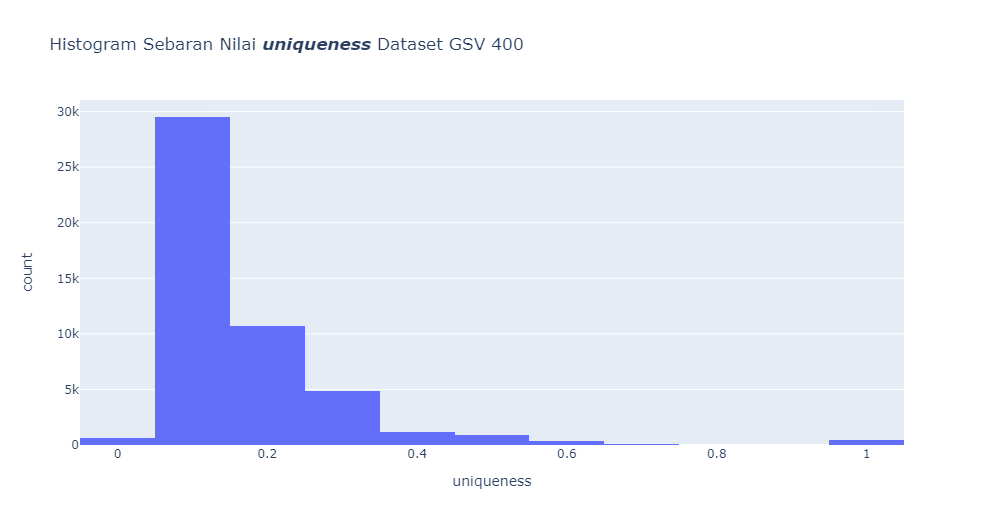 Histogram Sebaran Nilai uniqueness Dataset GSV 400
30k
25k
20k
15k
10k
5k
0
count
0 0.2 0.4 0.6 0.8 1
uniqueness